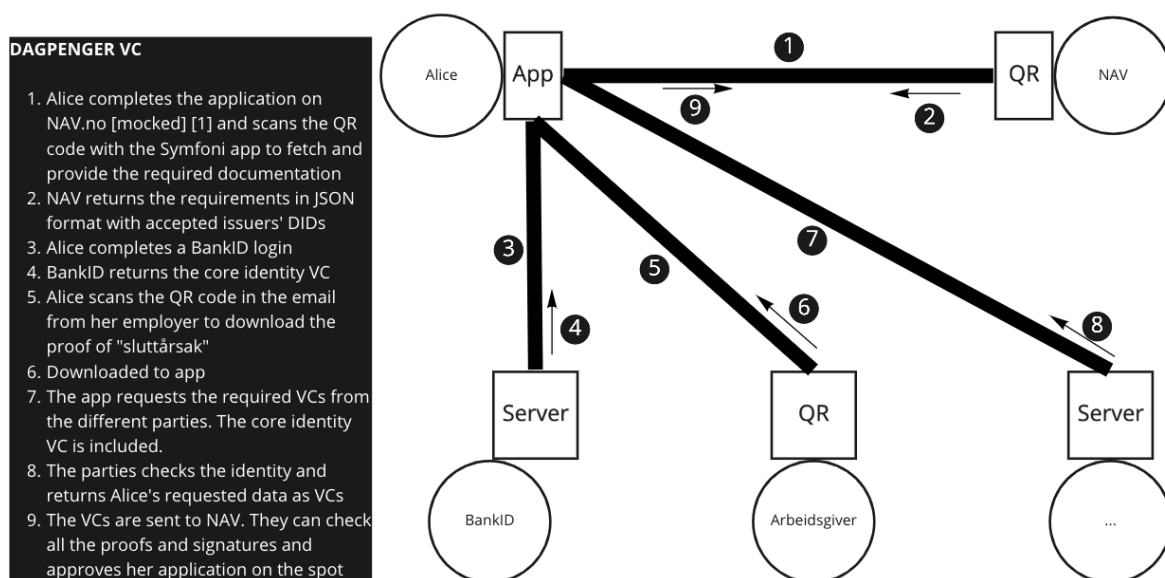 DAGPENGER VC
1. Alice completes the application on
NAV.no [mocked] [1] and scans the QR
code with the Symfoni app to fetch and
provide the required documentation
2. NAV returns the requirements in JSON
format with accepted issuers' DIDs
3. Alice completes a BankID login
4. BankID returns the core identity VC
5. Alice scans the QR code in the email
from her employer to download the
proof of "sluttårsak"
6. Downloaded to app
7. The app requests the required VCs from
the different parties. The core identity
VC is included.
8. The parties checks the identity and
returns Alice's requested data as VCs
9. The VCs are sent to NAV. They can check
all the proofs and signatures and
approves her application on the spot
Alice
App
1
QR
NAV
9
2
3
5
7
4
6
8
Server
QR
Server
BankID
Arbeidsgiver
...